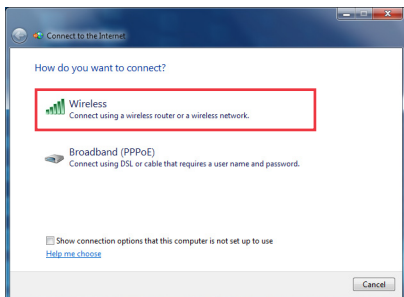 Connect to the Internet
How do you want to connect?
Wireless
Connect using a wireless router or a wireless network.
Broadband (PPPoE)
Connect using DSL or cable that requires a user name and password.
Show connection options that this computer is not set up to use
Help me choose
Cancel